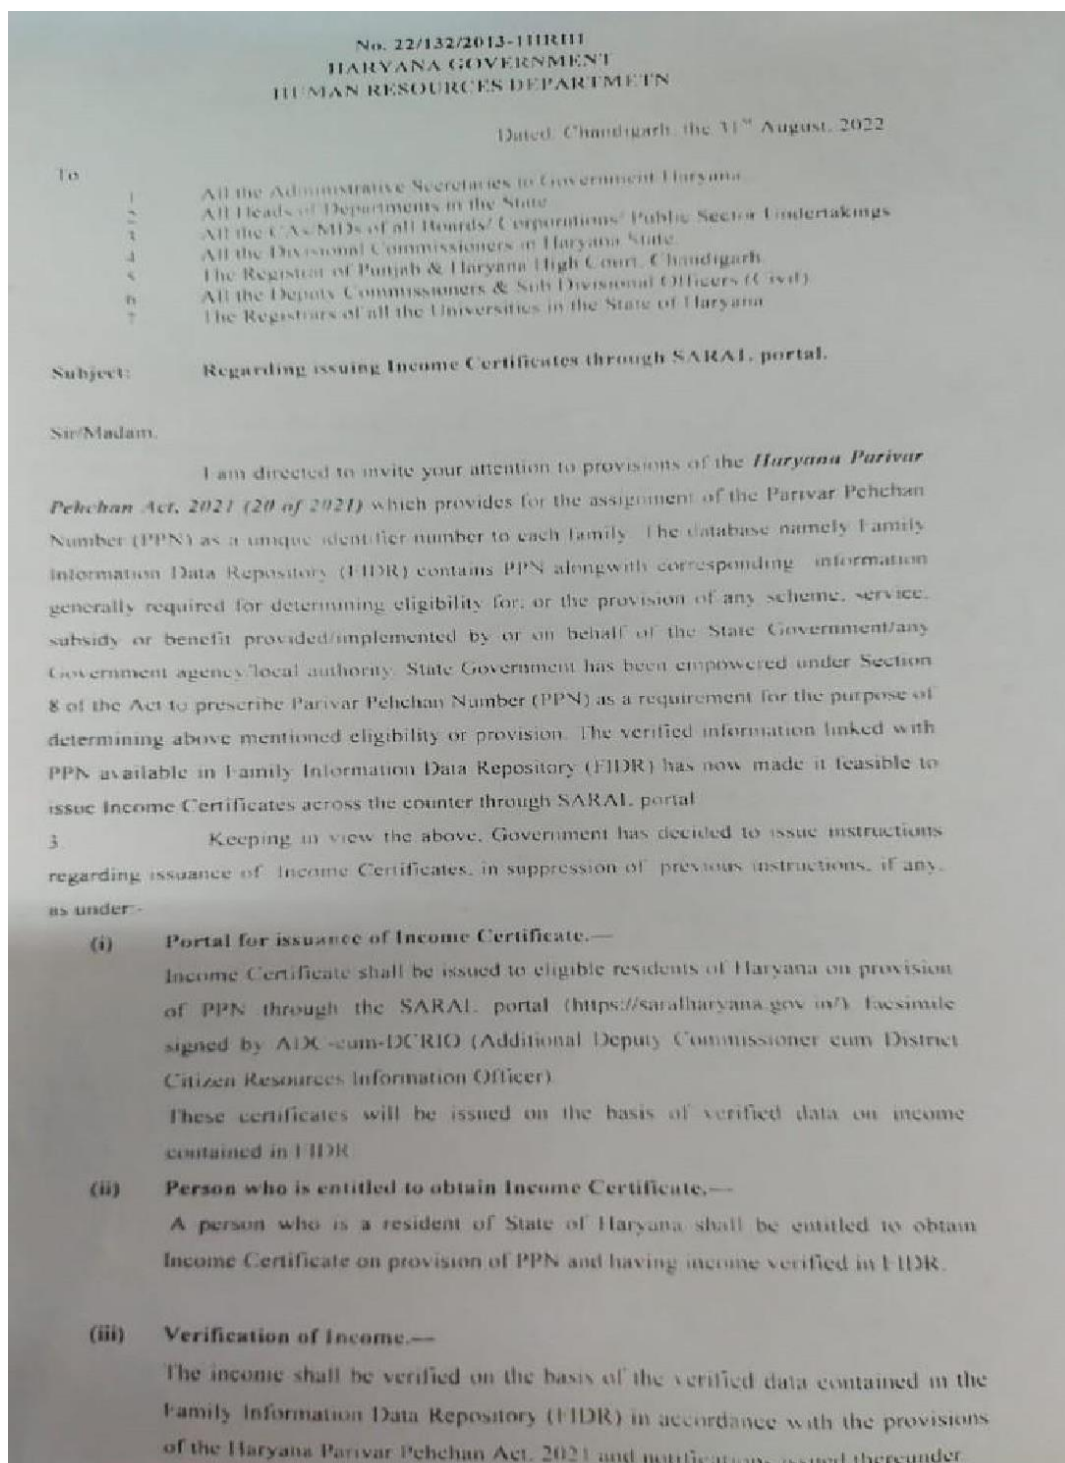 No. 22/132/2013-1HRIII
HARYANA GOVERNMENT
HUMAN RESOURCES DEPARTMETN
Dated, Chandigarh, the 31st August, 2022
To
1 All the Administrative Secretaries to Government Haryana
2 All Heads of Departments in the State
3 All the CAs/MDs of all Boards/ Corporations/ Public Sector Undertakings
4 All the Divisional Commissioners in Haryana State.
5 The Registrar of Punjab & Haryana High Court, Chandigarh
6 All the Deputy Commissioners & Sub Divisional Officers (Civil)
7 The Registrars of all the Universities in the State of Haryana
Subject: Regarding issuing Income Certificates through SARAL portal.
Sir/Madam,
I am directed to invite your attention to provisions of the Haryana Parivar
Pehchan Act, 2021 (20 of 2021) which provides for the assignment of the Parivar Pehchan
Number (PPN) as a unique identifier number to each family. The database namely Family
Information Data Repository (FIDR) contains PPN alongwith corresponding information
generally required for determining eligibility for, or the provision of any scheme, service,
subsidy or benefit provided/implemented by or on behalf of the State Government/any
Government agency/local authority. State Government has been empowered under Section
8 of the Act to prescribe Parivar Pehchan Number (PPN) as a requirement for the purpose of
determining above mentioned eligibility or provision. The verified information linked with
PPN available in Family Information Data Repository (FIDR) has now made it feasible to
issue Income Certificates across the counter through SARAL portal
3 Keeping in view the above, Government has decided to issue instructions
regarding issuance of Income Certificates, in suppression of previous instructions, if any,
as under:-
(i) Portal for issuance of Income Certificate.—
Income Certificate shall be issued to eligible residents of Haryana on provision
of PPN through the SARAL portal (https://saralharyana.gov.in/), facsimile
signed by ADC-cum-DCRIO (Additional Deputy Commissioner cum District
Citizen Resources Information Officer)
These certificates will be issued on the basis of verified data on income
contained in FIDR
(ii) Person who is entitled to obtain Income Certificate.—
A person who is a resident of State of Haryana shall be entitled to obtain
Income Certificate on provision of PPN and having income verified in FIDR.
(iii) Verification of Income.—
The income shall be verified on the basis of the verified data contained in the
Family Information Data Repository (FIDR) in accordance with the provisions
of the Haryana Parivar Pehchan Act, 2021 and notifications issued thereunder